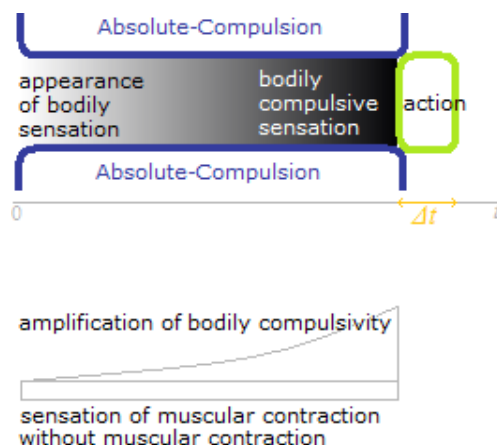 Absolute-Compulsion
appearance
of bodily
sensation
bodily
compulsive
sensation
action
Absolute-Compulsion
0
Δt
t
amplification of bodily compulsivity
sensation of muscular contraction
without muscular contraction